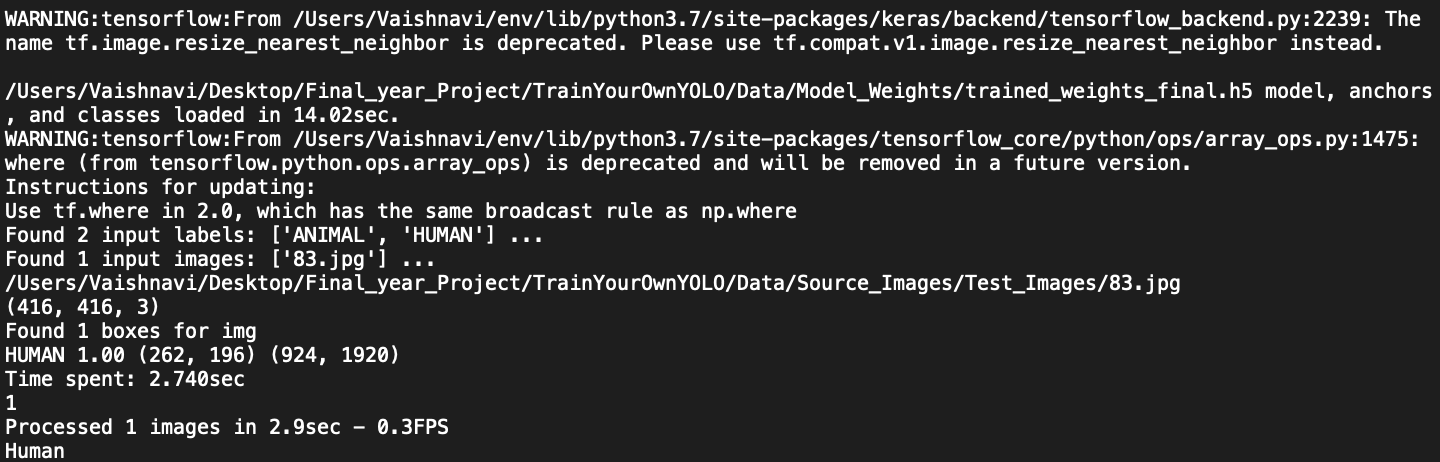 WARNING:tensorflow:From /Users/Vaishnavi/env/lib/python3.7/site-packages/keras/backend/tensorflow_backend.py:2239: The
name tf.image.resize_nearest_neighbor is deprecated. Please use tf.compat.v1.image.resize_nearest_neighbor instead.
/Users/Vaishnavi/Desktop/Final_year_Project/TrainYourOwnYOLO/Data/Model_Weights/trained_weights_final.h5 model, anchors
, and classes loaded in 14.02sec.
WARNING:tensorflow:From /Users/Vaishnavi/env/lib/python3.7/site-packages/tensorflow_core/python/ops/array_ops.py:1475:
where (from tensorflow.python.ops.array_ops) is deprecated and will be removed in a future version.
Instructions for updating:
Use tf.where in 2.0, which has the same broadcast rule as np.where
Found 2 input labels: ['ANIMAL', 'HUMAN'] ...
Found 1 input images: ['83.jpg'] ...
/Users/Vaishnavi/Desktop/Final_year_Project/TrainYourOwnYOLO/Data/Source_Images/Test_Images/83.jpg
(416, 416, 3)
Found 1 boxes for img
HUMAN 1.00 (262, 196) (924, 1920)
Time spent: 2.740sec
1
Processed 1 images in 2.9sec - 0.3FPS
Human